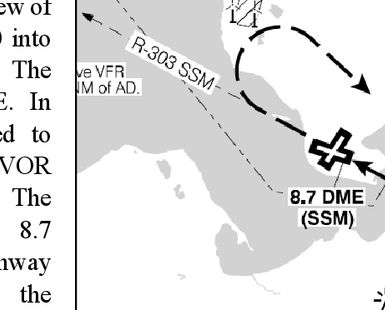 ew of
into
The
E. In
ed to
VOR
The
8.7
nway
the
R-303 SSM
ve VFR
NM of AD.
8.7 DME
(SSM)